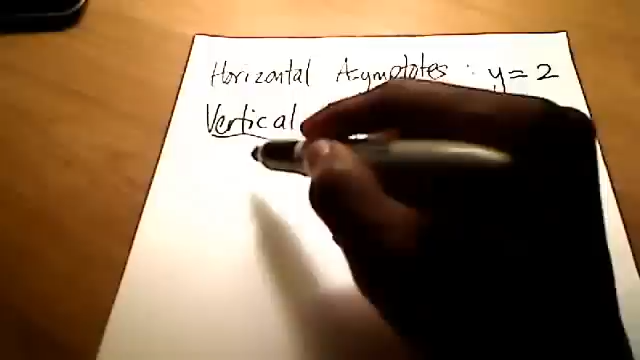 Horizontal Asymptotes : y = 2
Vertical